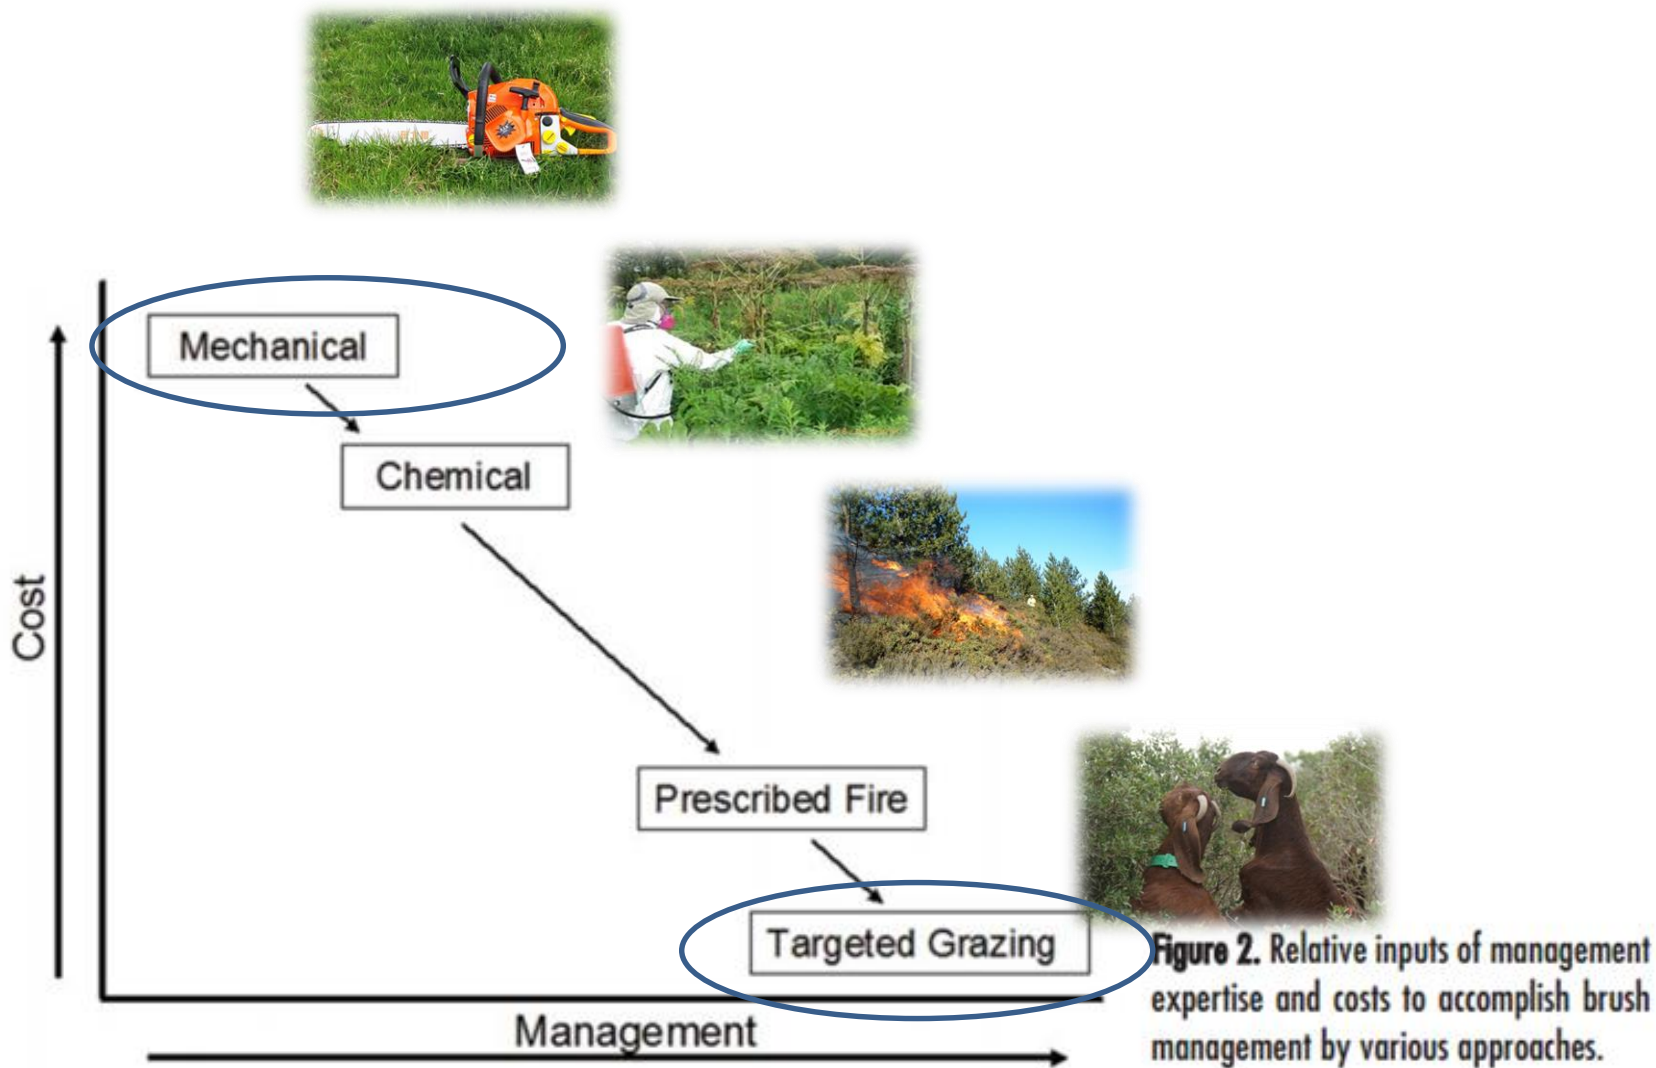 Mechanical
Chemical
Cost
Prescribed Fire
Targeted Grazing
Management
Figure 2. Relative inputs of management
expertise and costs to accomplish brush
management by various approaches.